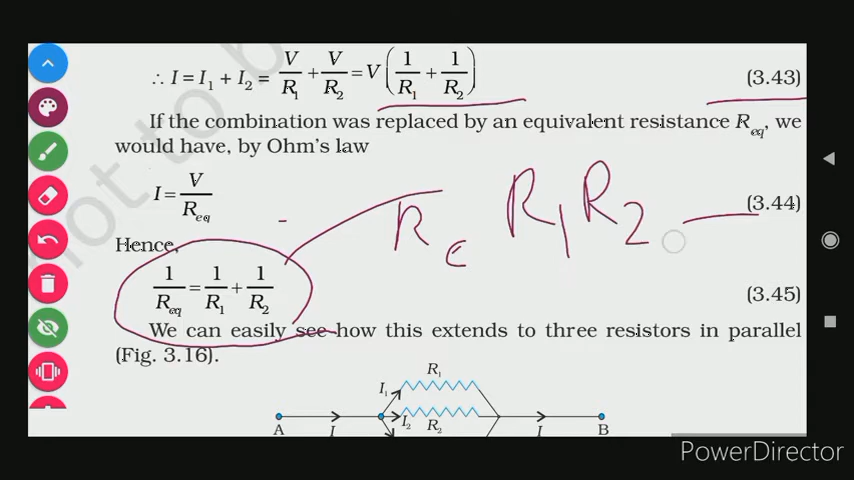 ∴ I = I₁ + I₂ = V/R₁ + V/R₂ = V (1/R₁ + 1/R₂) (3.43)
If the combination was replaced by an equivalent resistance R_eq, we
would have, by Ohm's law
I = V/R_eq (3.44)
R_e R₁R₂
Hence,
1/R_eq = 1/R₁ + 1/R₂ (3.45)
We can easily see how this extends to three resistors in parallel
(Fig. 3.16).
R₁
I₁
I₂ R₂
A I I B
not to b
PowerDirector